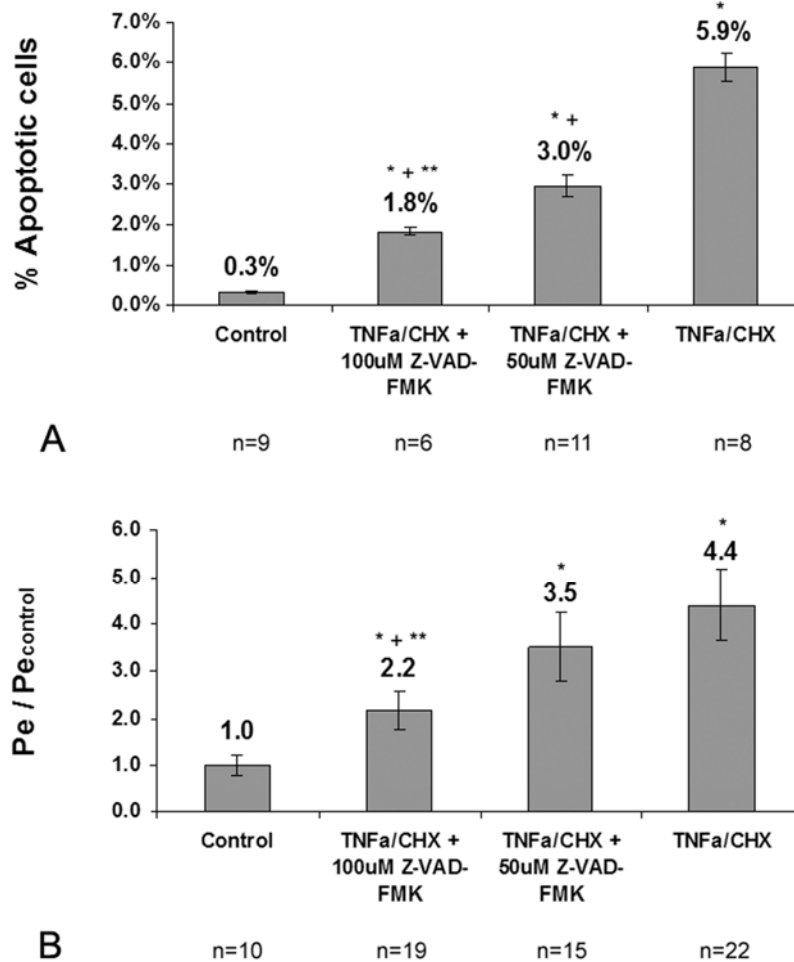 % Apoptotic cells
7.0%
6.0%
5.0%
4.0%
3.0%
2.0%
1.0%
0.0%
0.3%
* + **
1.8%
* +
3.0%
*
5.9%
Control
TNFa/CHX +
100uM Z-VAD-
FMK
TNFa/CHX +
50uM Z-VAD-
FMK
TNFa/CHX
A
n=9
n=6
n=11
n=8
Pe / Pecontrol
6.0
5.0
4.0
3.0
2.0
1.0
0.0
1.0
* + **
2.2
*
3.5
*
4.4
Control
TNFa/CHX +
100uM Z-VAD-
FMK
TNFa/CHX +
50uM Z-VAD-
FMK
TNFa/CHX
B
n=10
n=19
n=15
n=22